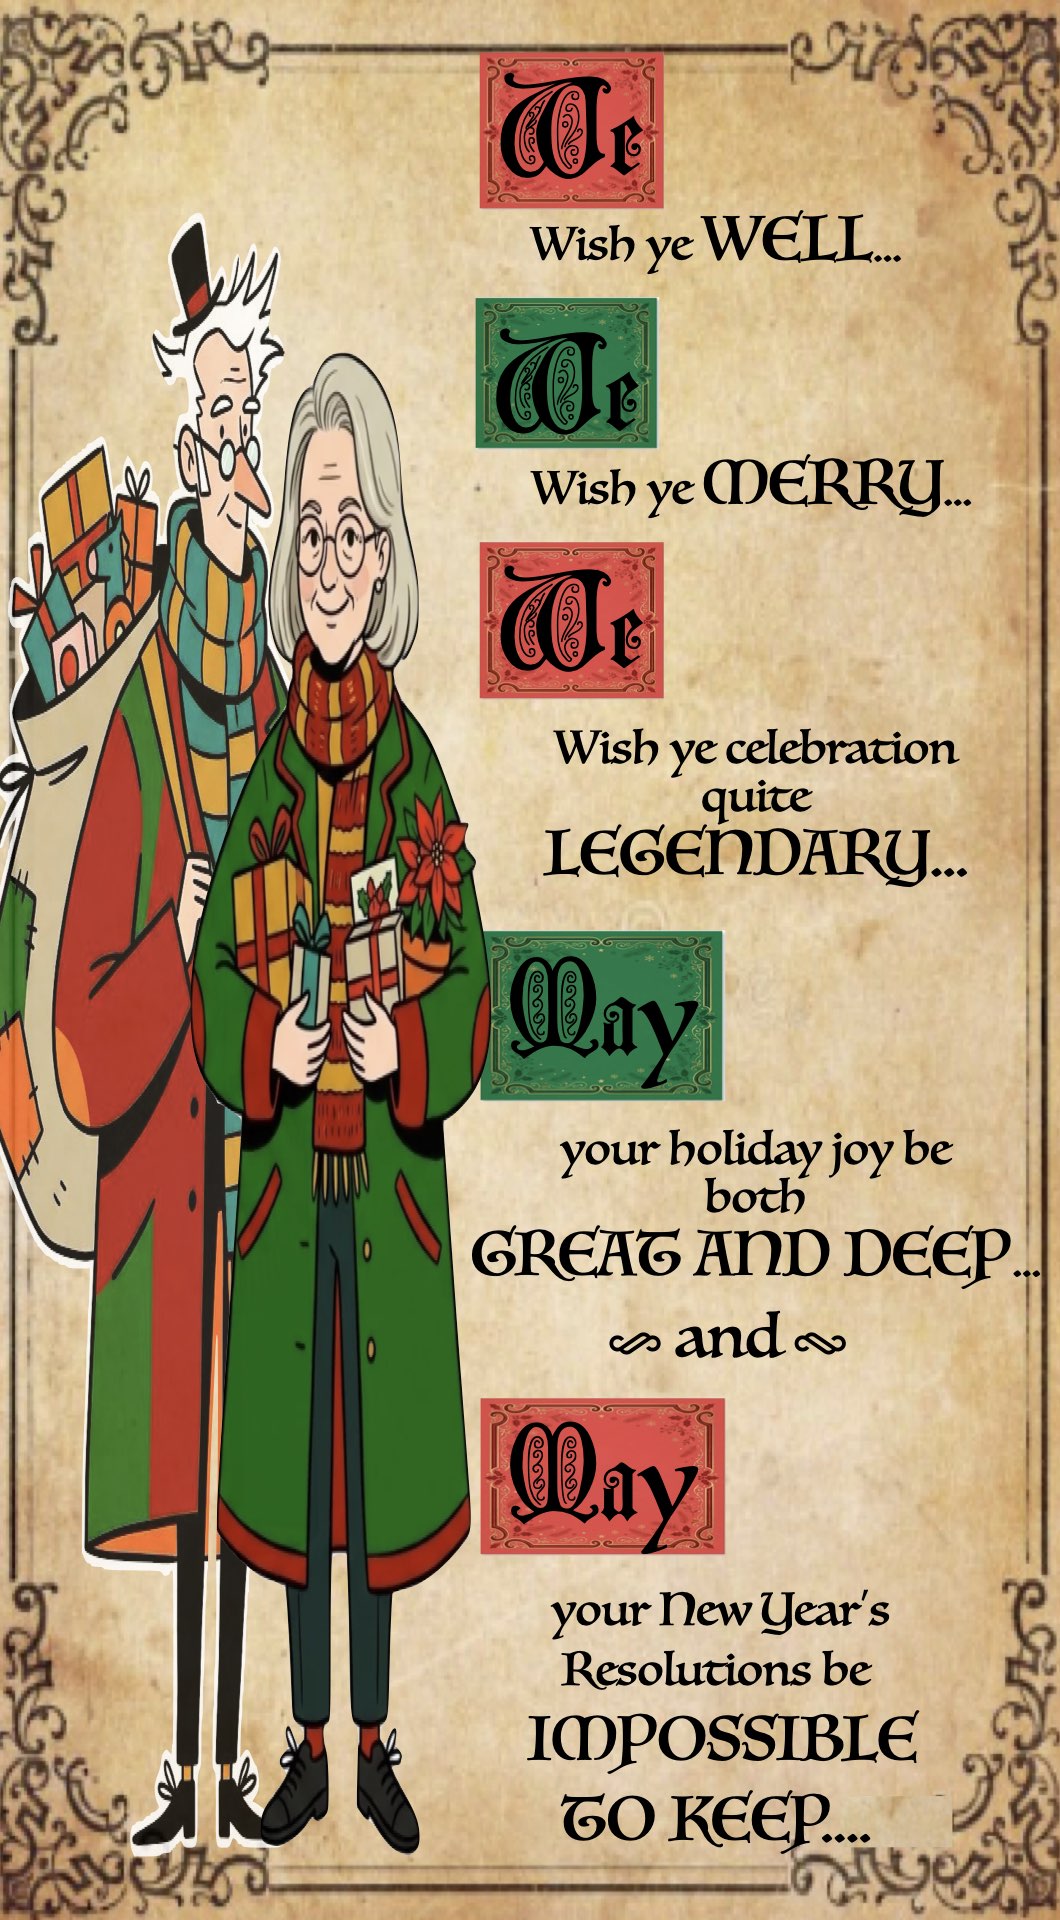 We
Wish ye WELL...
We
Wish ye MERRY...
We
Wish ye celebration
quite
LEGENDARY...
May
your holiday joy be
both
GREAT AND DEEP...
and
May
your New Year's
Resolutions be
IMPOSSIBLE
TO KEEP....